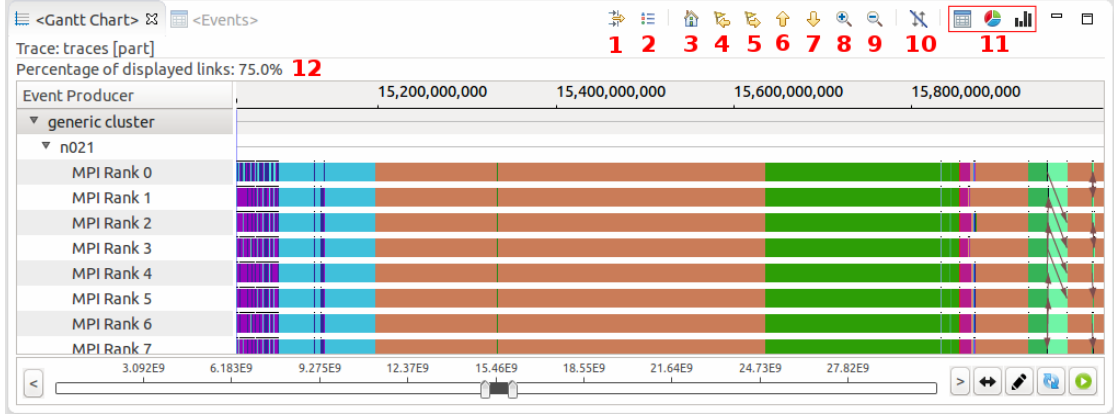 <Gantt Chart> <Events>
1 2 3 4 5 6 7 8 9 10 11
Trace: traces [part]
Percentage of displayed links: 75.0% 12
Event Producer 15,200,000,000 15,400,000,000 15,600,000,000 15,800,000,000
generic cluster
n021
MPI Rank 0
MPI Rank 1
MPI Rank 2
MPI Rank 3
MPI Rank 4
MPI Rank 5
MPI Rank 6
MPI Rank 7
3.092E9 6.183E9 9.275E9 12.37E9 15.46E9 18.55E9 21.64E9 24.73E9 27.82E9
< >